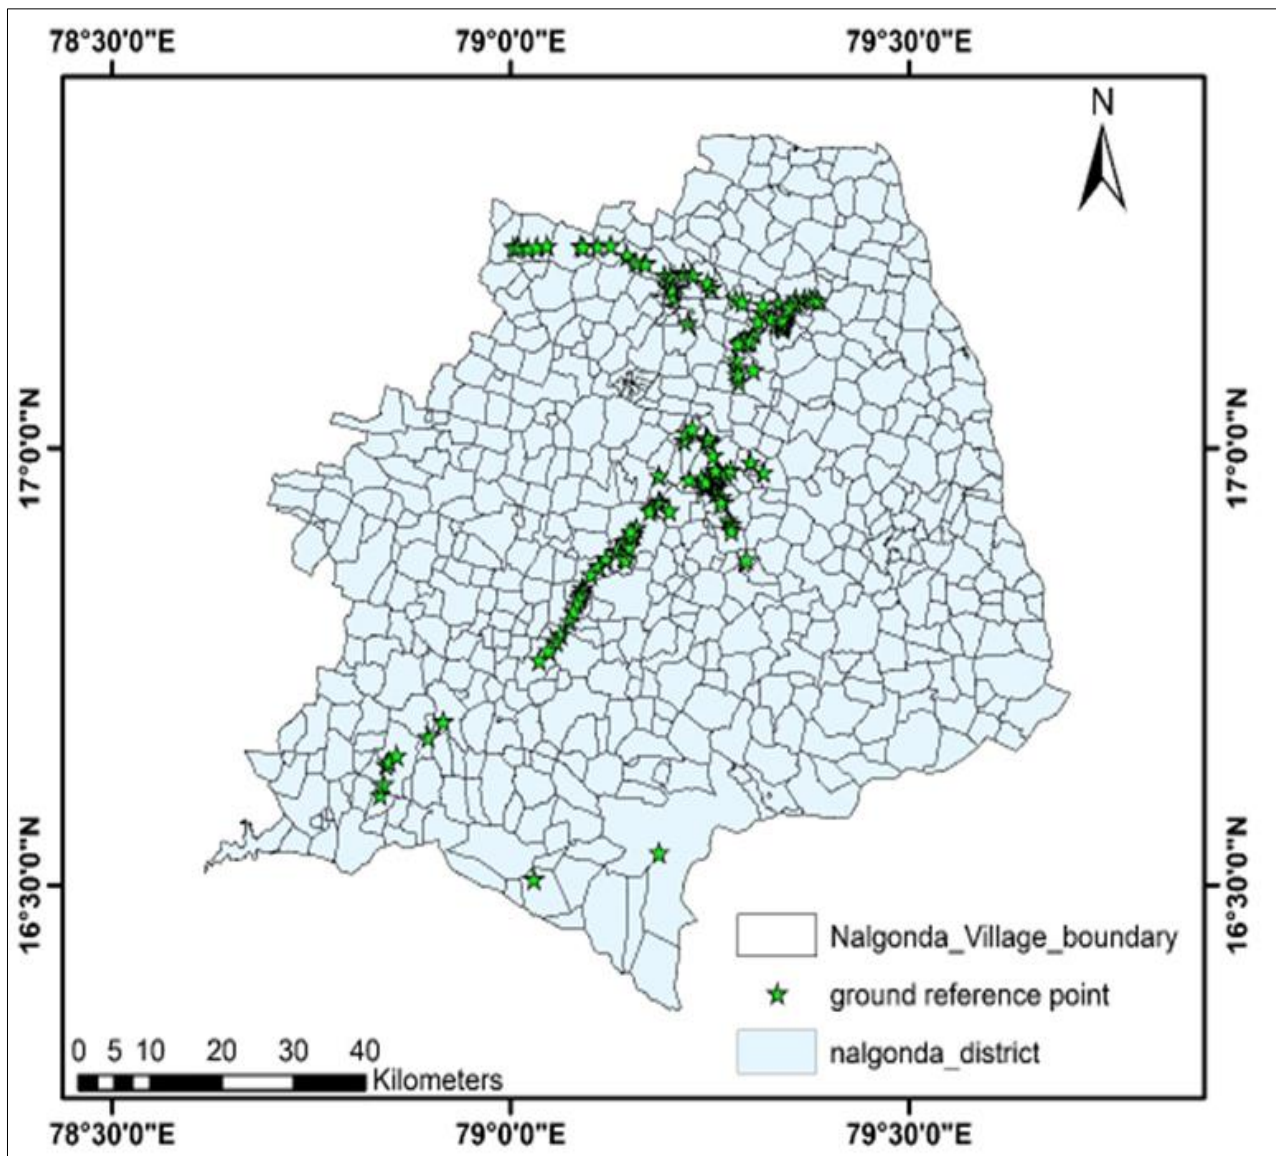 78°30'0"E 79°0'0"E 79°30'0"E
N
17°0'0"N 17°0'0"N
16°30'0"N 16°30'0"N
Nalgonda_Village_boundary
ground reference point
nalgonda_district
0 5 10 20 30 40
Kilometers
78°30'0"E 79°0'0"E 79°30'0"E